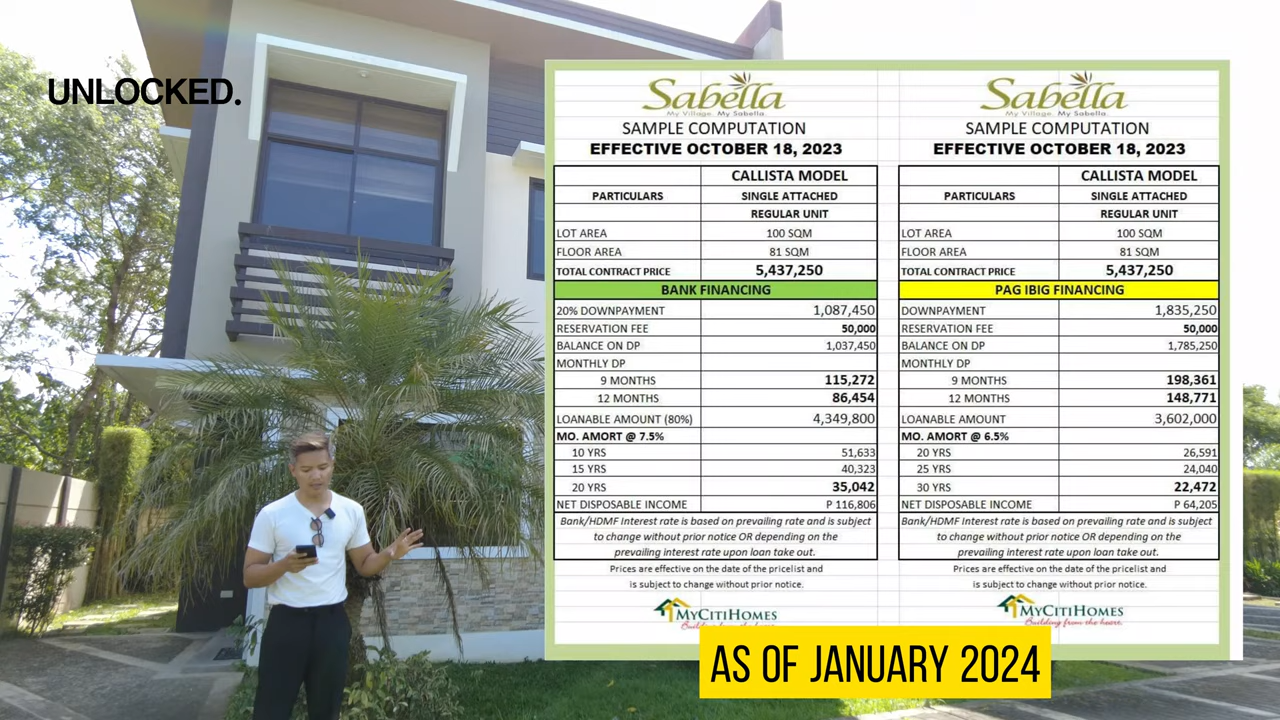 UNLOCKED.
Sabella
My Village. My Sabella.
SAMPLE COMPUTATION
EFFECTIVE OCTOBER 18, 2023
CALLISTA MODEL
PARTICULARS SINGLE ATTACHED
REGULAR UNIT
LOT AREA 100 SQM
FLOOR AREA 81 SQM
TOTAL CONTRACT PRICE 5,437,250
BANK FINANCING
20% DOWNPAYMENT 1,087,450
RESERVATION FEE 50,000
BALANCE ON DP 1,037,450
MONTHLY DP
9 MONTHS 115,272
12 MONTHS 86,454
LOANABLE AMOUNT (80%) 4,349,800
MO. AMORT @ 7.5%
10 YRS 51,633
15 YRS 40,323
20 YRS 35,042
NET DISPOSABLE INCOME P 116,806
Bank/HDMF Interest rate is based on prevailing rate and is subject
to change without prior notice OR depending on the
prevailing interest rate upon loan take out.
Prices are effective on the date of the pricelist and
is subject to change without prior notice.
MYCITIHOMES
Building from the heart.
Sabella
My Village. My Sabella.
SAMPLE COMPUTATION
EFFECTIVE OCTOBER 18, 2023
CALLISTA MODEL
PARTICULARS SINGLE ATTACHED
REGULAR UNIT
LOT AREA 100 SQM
FLOOR AREA 81 SQM
TOTAL CONTRACT PRICE 5,437,250
PAG IBIG FINANCING
DOWNPAYMENT 1,835,250
RESERVATION FEE 50,000
BALANCE ON DP 1,785,250
MONTHLY DP
9 MONTHS 198,361
12 MONTHS 148,771
LOANABLE AMOUNT 3,602,000
MO. AMORT @ 6.5%
20 YRS 26,591
25 YRS 24,040
30 YRS 22,472
NET DISPOSABLE INCOME P 64,205
Bank/HDMF Interest rate is based on prevailing rate and is subject
to change without prior notice OR depending on the
prevailing interest rate upon loan take out.
Prices are effective on the date of the pricelist and
is subject to change without prior notice.
MYCITIHOMES
Building from the heart.
AS OF JANUARY 2024